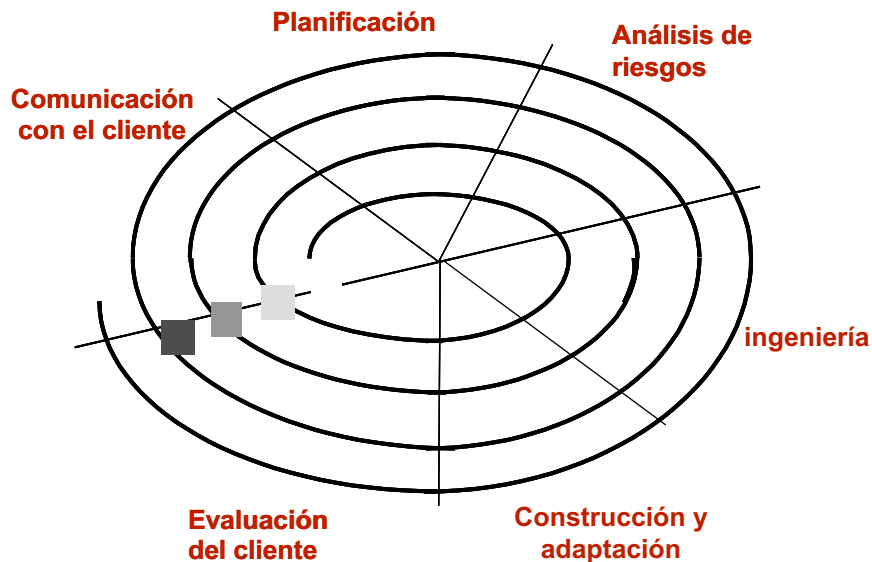 Planificación
Análisis de
riesgos
Comunicación
con el cliente
ingeniería
Evaluación
del cliente
Construcción y
adaptación